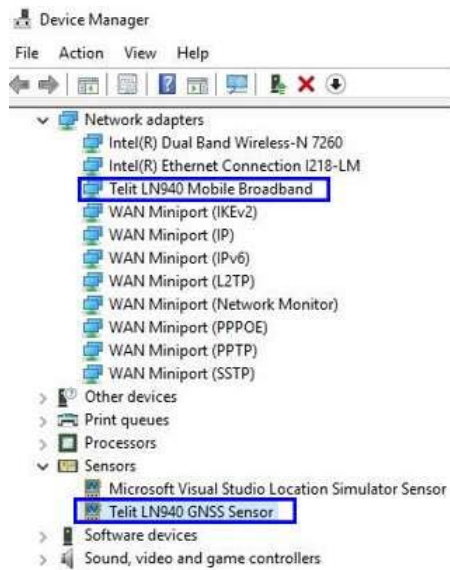 Device Manager
File Action View Help
Network adapters
Intel(R) Dual Band Wireless-N 7260
Intel(R) Ethernet Connection I218-LM
Telit LN940 Mobile Broadband
WAN Miniport (IKEv2)
WAN Miniport (IP)
WAN Miniport (IPv6)
WAN Miniport (L2TP)
WAN Miniport (Network Monitor)
WAN Miniport (PPPOE)
WAN Miniport (PPTP)
WAN Miniport (SSTP)
Other devices
Print queues
Processors
Sensors
Microsoft Visual Studio Location Simulator Sensor
Telit LN940 GNSS Sensor
Software devices
Sound, video and game controllers